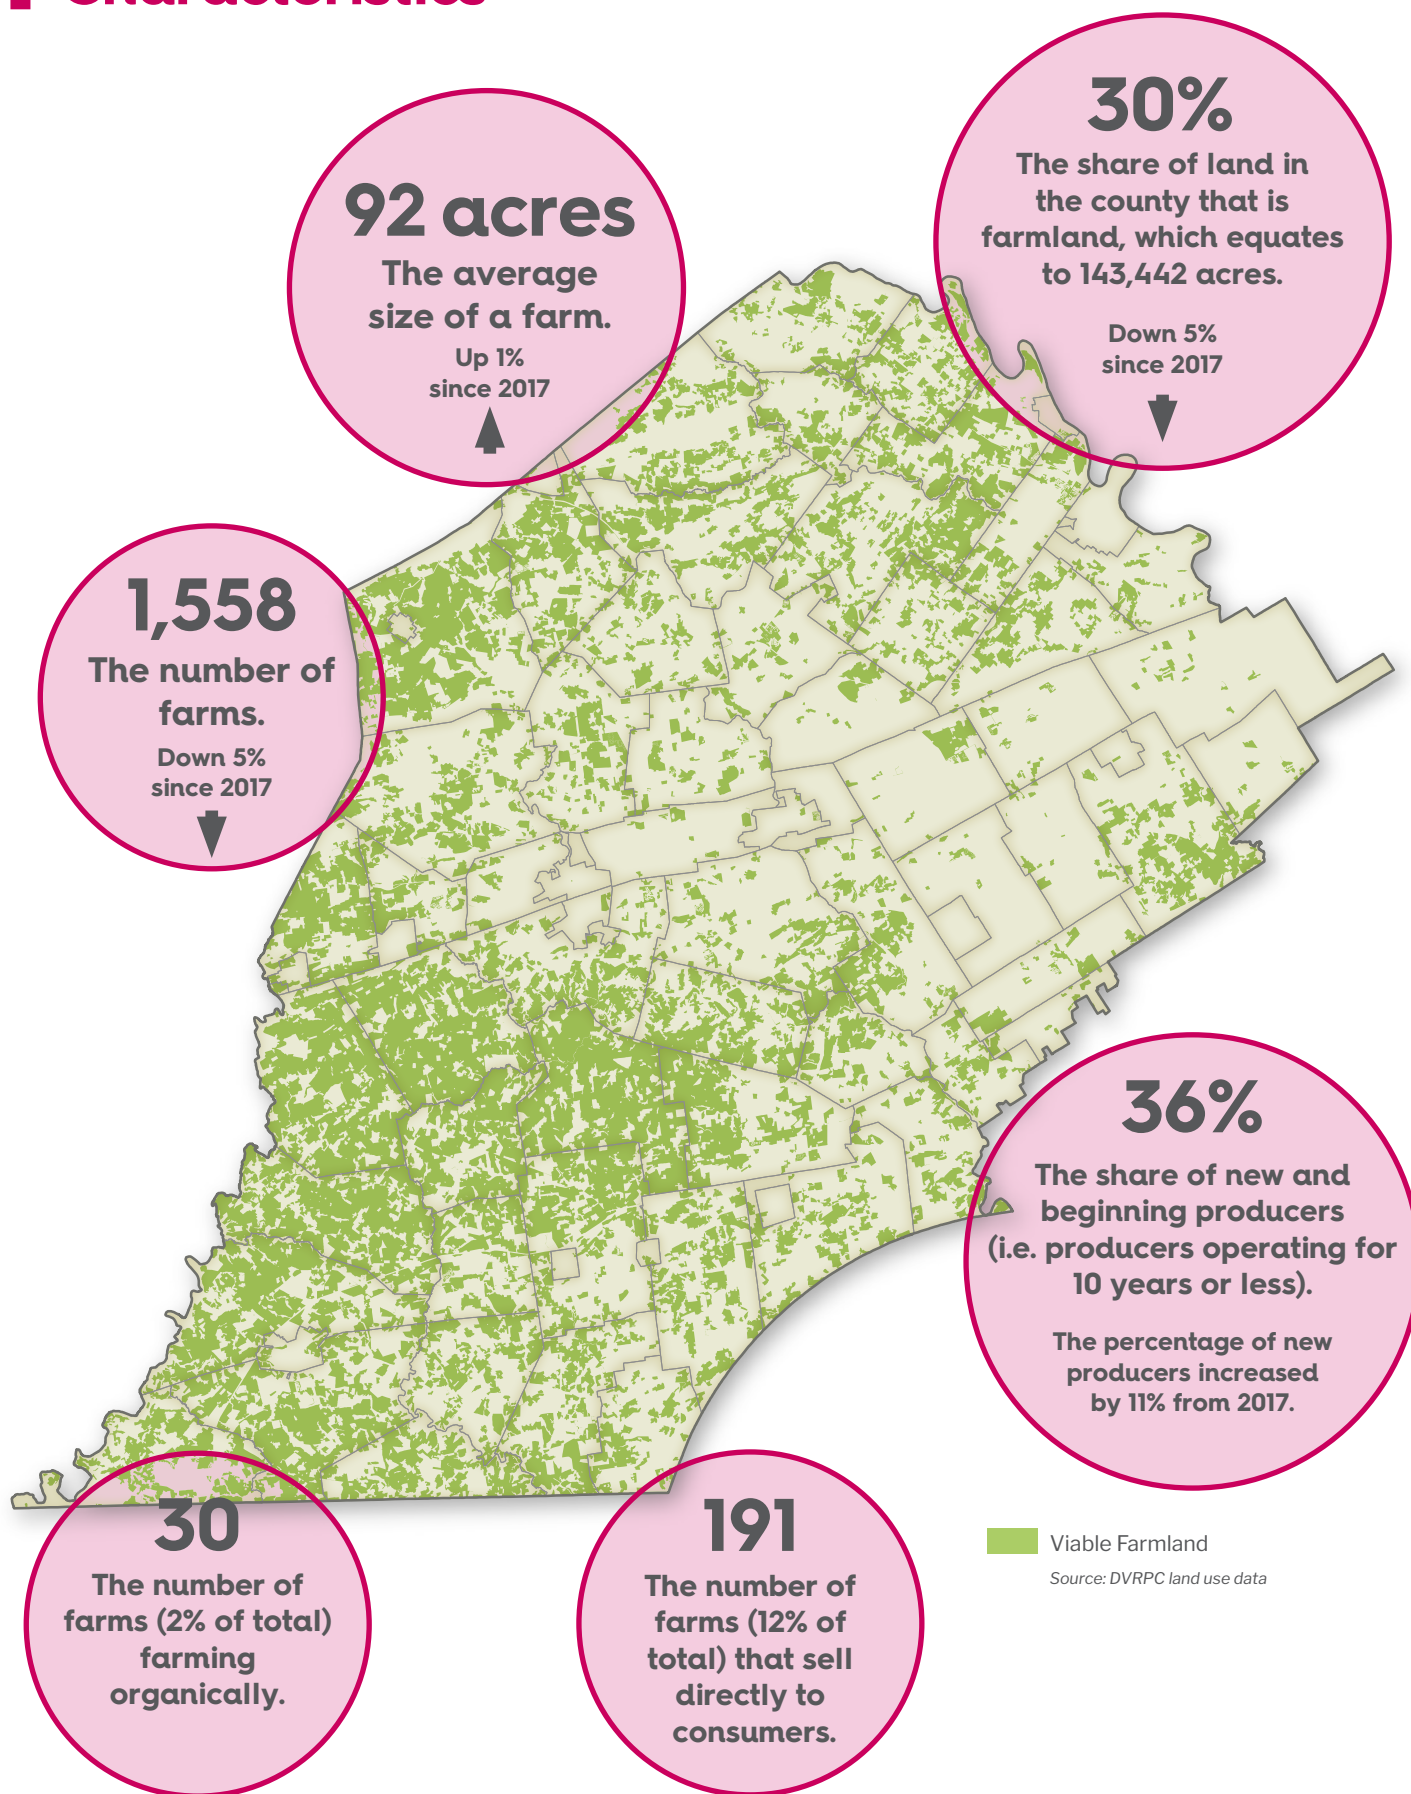 Characteristics
30%
The share of land in
the county that is
farmland, which equates
to 143,442 acres.
Down 5%
since 2017
92 acres
The average
size of a farm.
Up 1%
since 2017
1,558
The number of
farms.
Down 5%
since 2017
36%
The share of new and
beginning producers
(i.e. producers operating for
10 years or less).
The percentage of new
producers increased
by 11% from 2017.
30
The number of
farms (2% of total)
farming
organically.
191
The number of
farms (12% of
total) that sell
directly to
consumers.
Viable Farmland
Source: DVRPC land use data